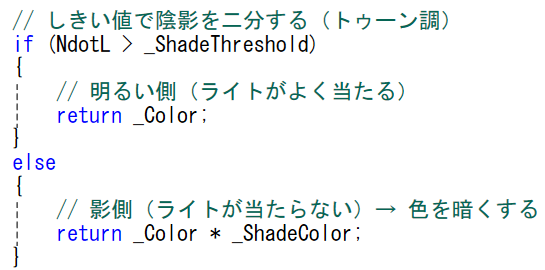 // しきい値で陰影を二分する（トゥーン調）
if (NdotL > _ShadeThreshold)
{
    // 明るい側（ライトがよく当たる）
    return _Color;
}
else
{
    // 影側（ライトが当たらない）→ 色を暗くする
    return _Color * _ShadeColor;
}